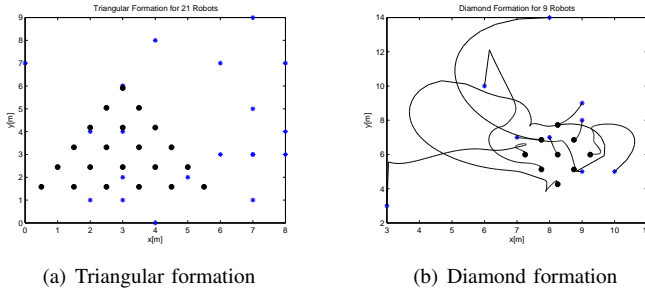 Triangular Formation for 21 Robots
9
8
7
6
5
4
3
2
1
0
y[m]
0 1 2 3 4 5 6 7 8
x[m]
(a) Triangular formation
Diamond Formation for 9 Robots
14
12
10
8
6
4
2
y[m]
3 4 5 6 7 8 9 10 11
x[m]
(b) Diamond formation